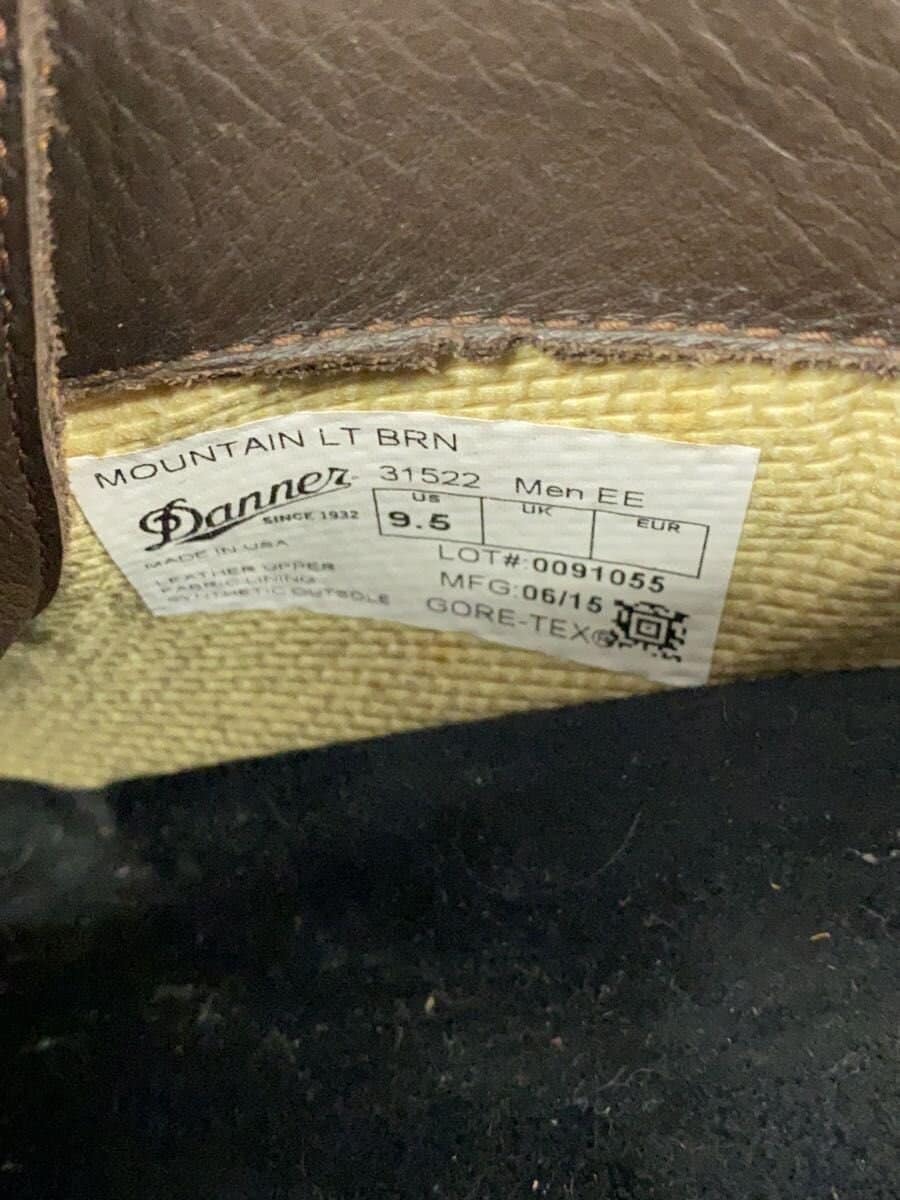 MOUNTAIN LT BRN
Danner
SINCE 1932
31522 Men EE
US UK EUR
9.5
MADE IN USA
LEATHER UPPER
FABRIC LINING
SYNTHETIC OUTSOLE
LOT#:0091055
MFG:06/15
GORE-TEX®